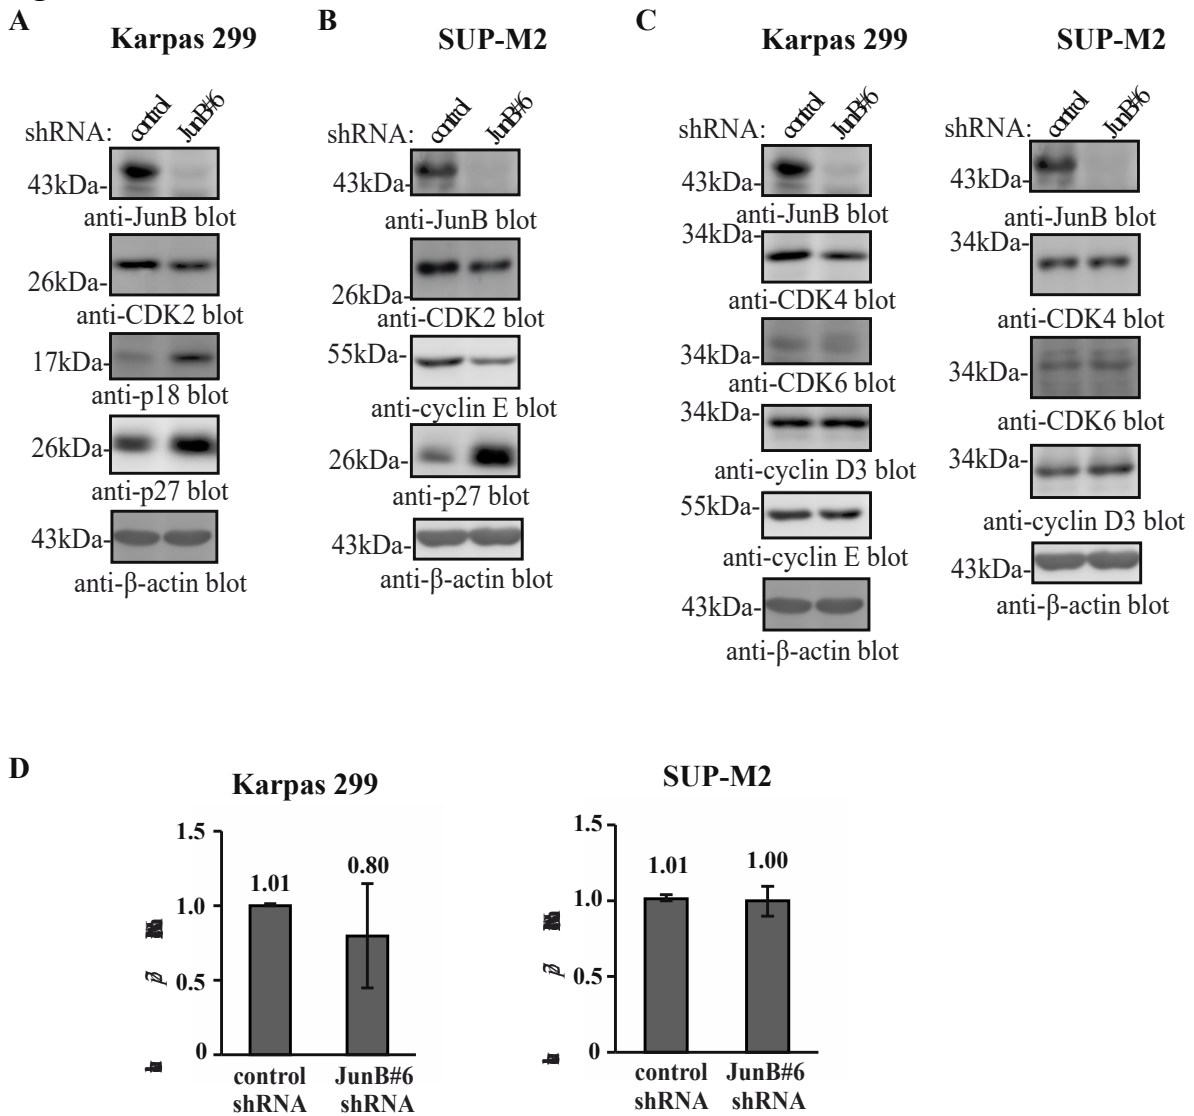 A
Karpas 299
shRNA:
control
JunB#6
43kDa-
anti-JunB blot
26kDa-
anti-CDK2 blot
17kDa-
anti-p18 blot
26kDa-
anti-p27 blot
43kDa-
anti-β-actin blot
B
SUP-M2
shRNA:
control
JunB#6
43kDa-
anti-JunB blot
26kDa-
anti-CDK2 blot
55kDa-
anti-cyclin E blot
26kDa-
anti-p27 blot
43kDa-
anti-β-actin blot
C
Karpas 299
shRNA:
control
JunB#6
43kDa-
anti-JunB blot
34kDa-
anti-CDK4 blot
34kDa-
anti-CDK6 blot
34kDa-
anti-cyclin D3 blot
55kDa-
anti-cyclin E blot
43kDa-
anti-β-actin blot
SUP-M2
shRNA:
control
JunB#6
43kDa-
anti-JunB blot
34kDa-
anti-CDK4 blot
34kDa-
anti-CDK6 blot
34kDa-
anti-cyclin D3 blot
43kDa-
anti-β-actin blot
D
Karpas 299
1.5
1.0
0.5
0
1.01
0.80
control
shRNA
JunB#6
shRNA
SUP-M2
1.5
1.0
0.5
0
1.01
1.00
control
shRNA
JunB#6
shRNA